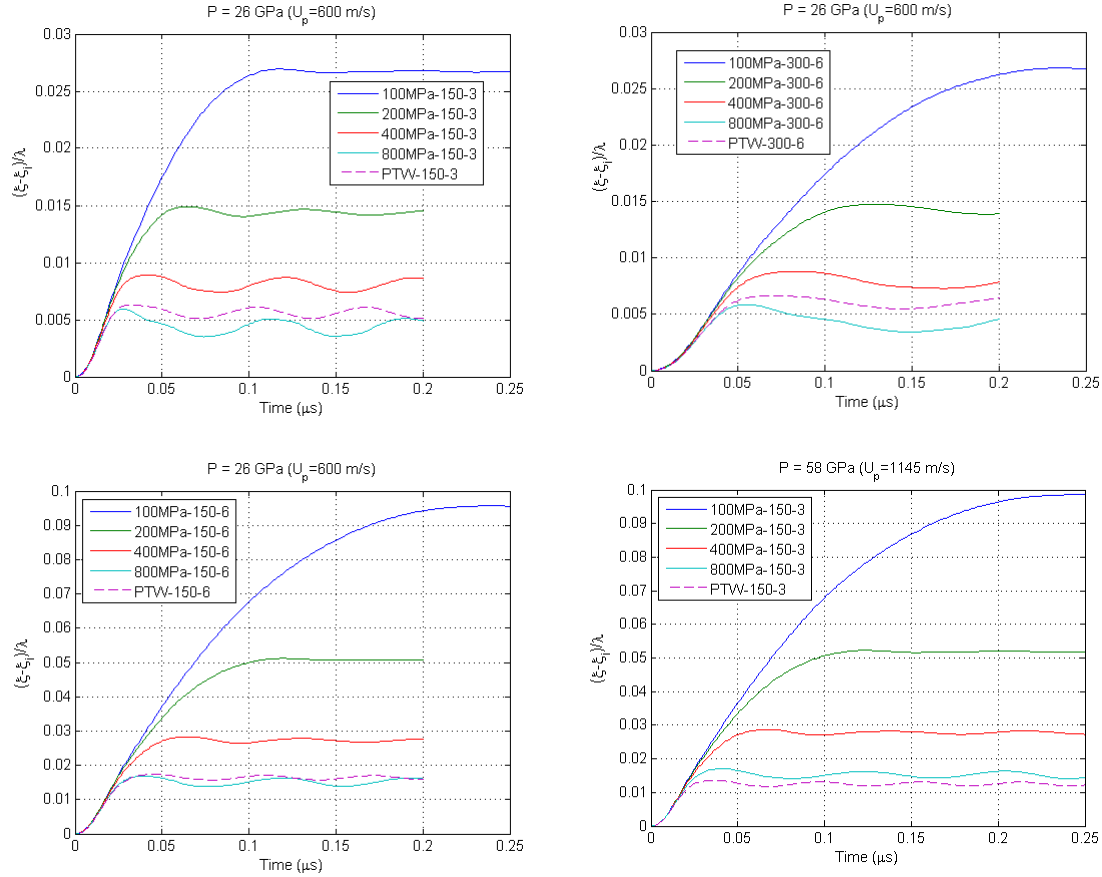 P = 26 GPa (Up=600 m/s)
0.03
0.025
0.02
0.015
0.01
0.005
0
(ξ-ξi)/λ
100MPa-150-3
200MPa-150-3
400MPa-150-3
800MPa-150-3
PTW-150-3
0
0.05
0.1
0.15
0.2
0.25
Time (μs)
P = 26 GPa (Up=600 m/s)
0.03
0.025
0.02
0.015
0.01
0.005
0
(ξ-ξi)/λ
100MPa-300-6
200MPa-300-6
400MPa-300-6
800MPa-300-6
PTW-300-6
0
0.05
0.1
0.15
0.2
0.25
Time (μs)
P = 26 GPa (Up=600 m/s)
0.1
0.09
0.08
0.07
0.06
0.05
0.04
0.03
0.02
0.01
0
(ξ-ξi)/λ
100MPa-150-6
200MPa-150-6
400MPa-150-6
800MPa-150-6
PTW-150-6
0
0.05
0.1
0.15
0.2
0.25
Time (μs)
P = 58 GPa (Up=1145 m/s)
0.1
0.09
0.08
0.07
0.06
0.05
0.04
0.03
0.02
0.01
0
(ξ-ξi)/λ
100MPa-150-3
200MPa-150-3
400MPa-150-3
800MPa-150-3
PTW-150-3
0
0.05
0.1
0.15
0.2
0.25
Time (μs)